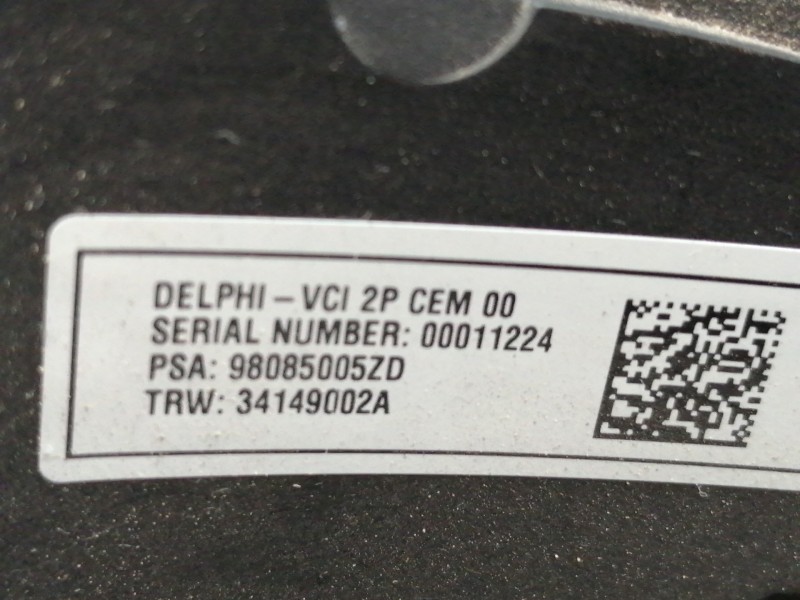 DELPHI – VCI 2P CEM 00
SERIAL NUMBER: 00011224
PSA: 98085005ZD
TRW: 34149002A